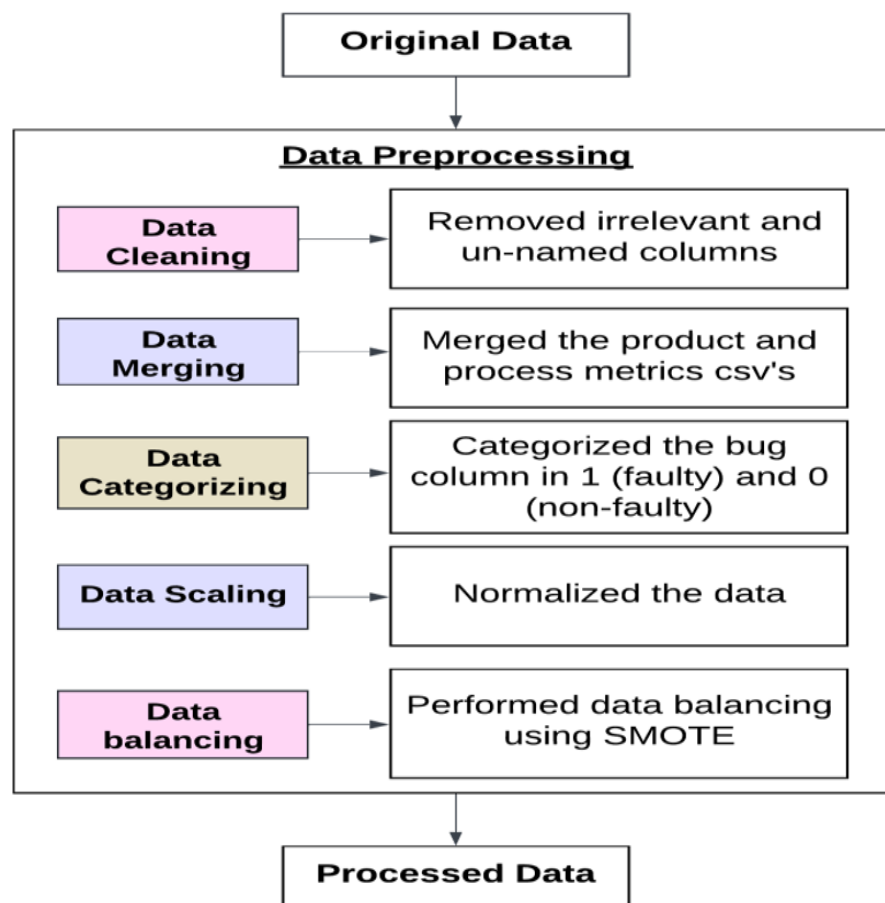 Original Data
Data Preprocessing
Data
Cleaning
Removed irrelevant and
un-named columns
Data
Merging
Merged the product and
process metrics csv's
Data
Categorizing
Categorized the bug
column in 1 (faulty) and 0
(non-faulty)
Data Scaling
Normalized the data
Data
balancing
Performed data balancing
using SMOTE
Processed Data